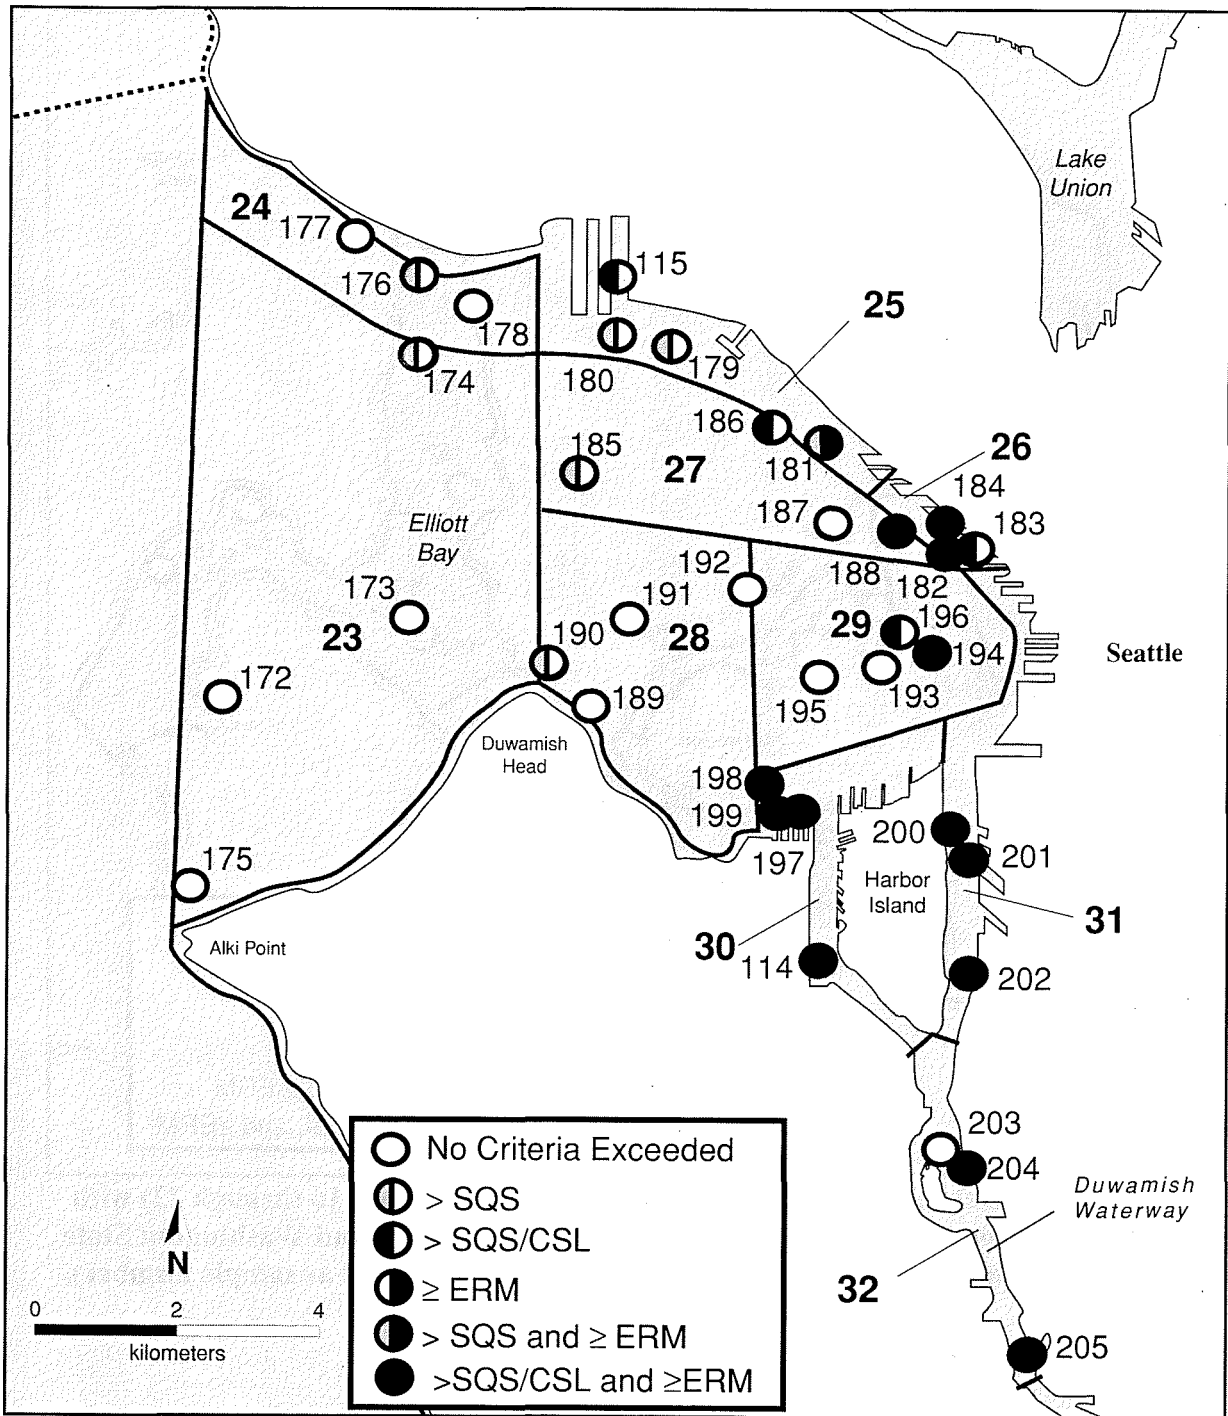 Lake
Union
24
177
176
115
178
25
174
180
179
186
185
181
26
27
184
187
183
Elliott
Bay
192
188
182
173
191
196
23
190
28
29
194
Seattle
172
189
195
193
Duwamish
Head
198
199
200
175
197
201
Harbor
Island
31
Alki Point
30
114
202
203
No Criteria Exceeded
204
> SQS
Duwamish
Waterway
> SQS/CSL
N
≥ ERM
32
0 2 4
> SQS and ≥ ERM
kilometers
205
>SQS/CSL and ≥ERM